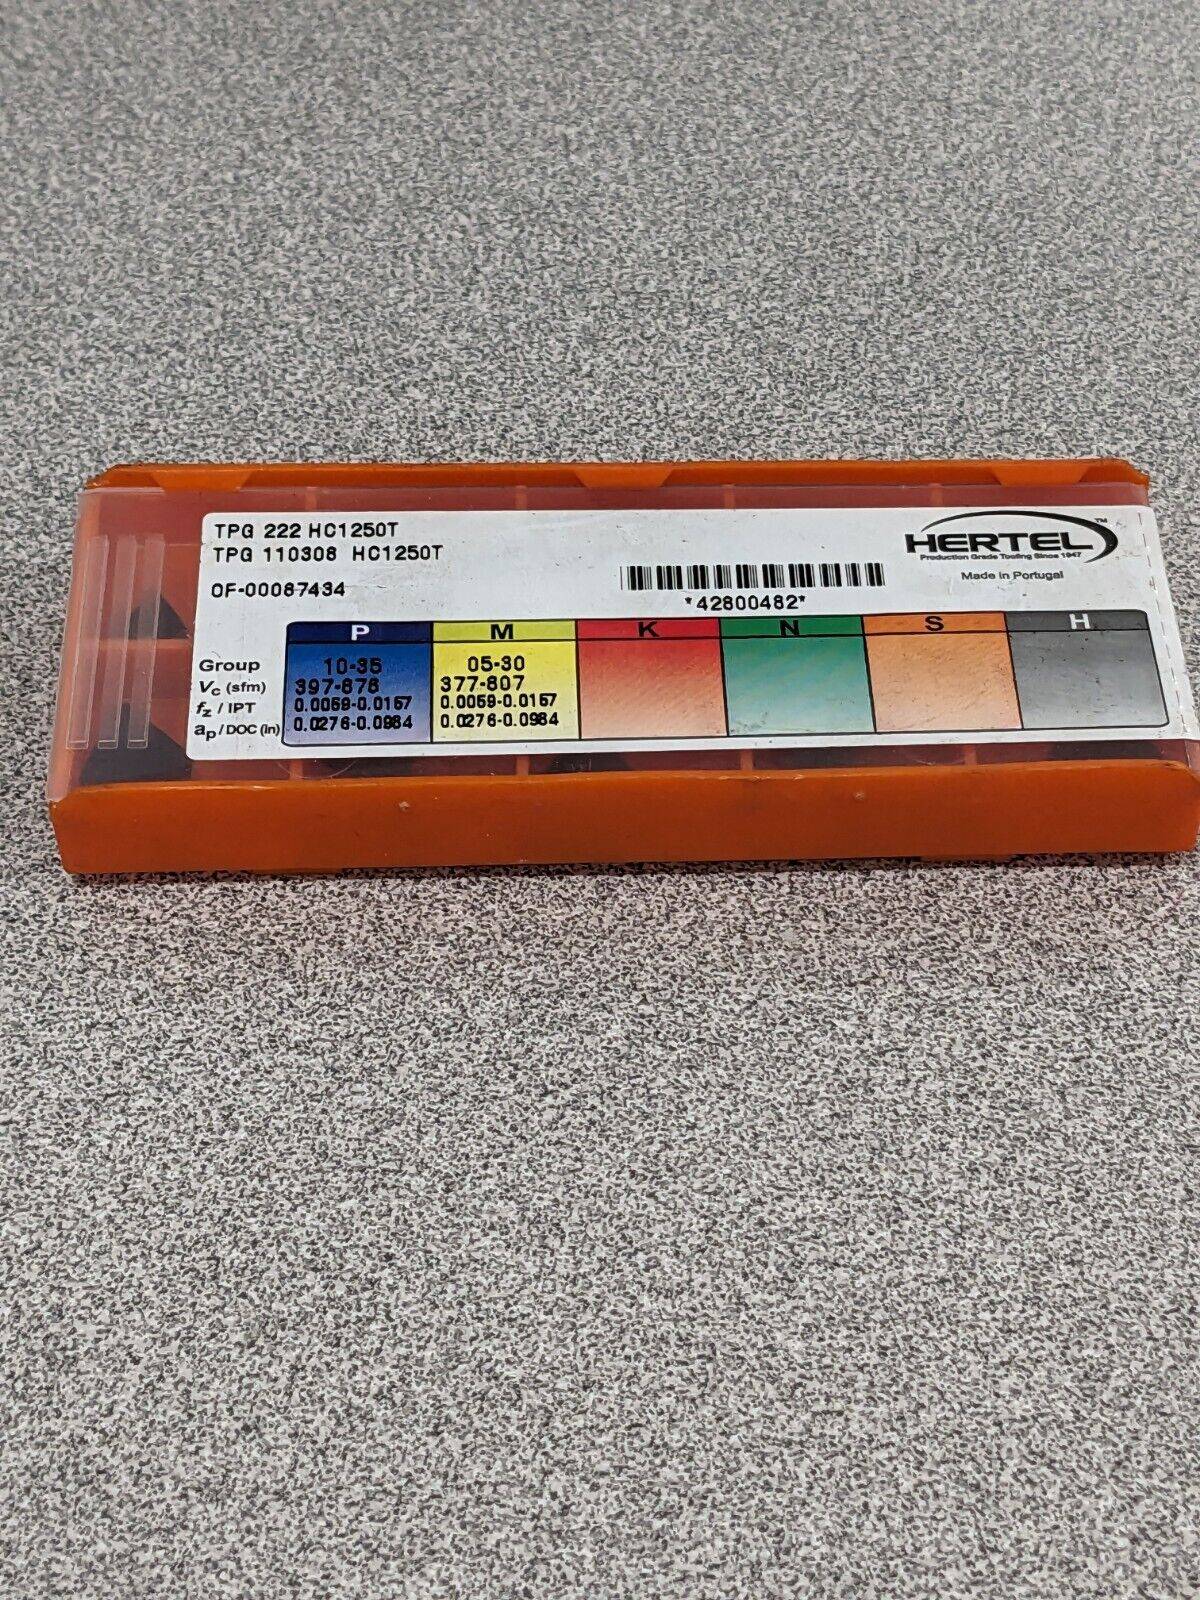 TPG 222 HC1250T
TPG 110308 HC1250T
OF-00087434
HERTEL™
Production Grade Tooling Since 1947
Made in Portugal
*42800482*
P M K N S H
Group 10-35 05-30
Vc (sfm) 397-878 377-807
fz / IPT 0.0059-0.0157 0.0059-0.0157
ap / DOC (in) 0.0276-0.0984 0.0276-0.0984